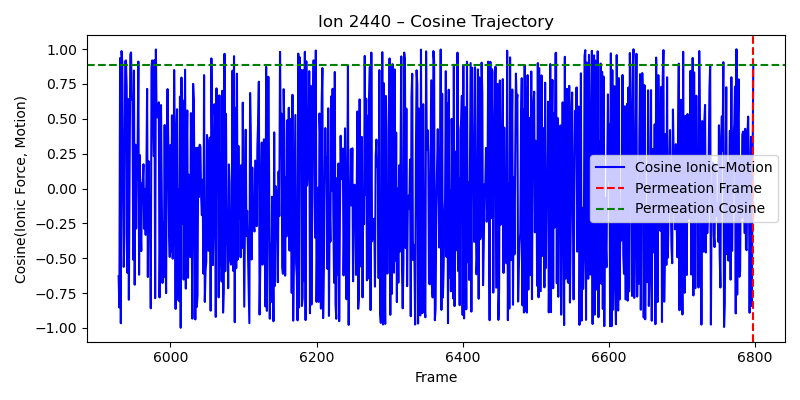 Ion 2440 – Cosine Trajectory
Cosine(Ionic Force, Motion)
1.00
0.75
0.50
0.25
0.00
−0.25
−0.50
−0.75
−1.00
Cosine Ionic–Motion
Permeation Frame
Permeation Cosine
6000
6200
6400
6600
6800
Frame